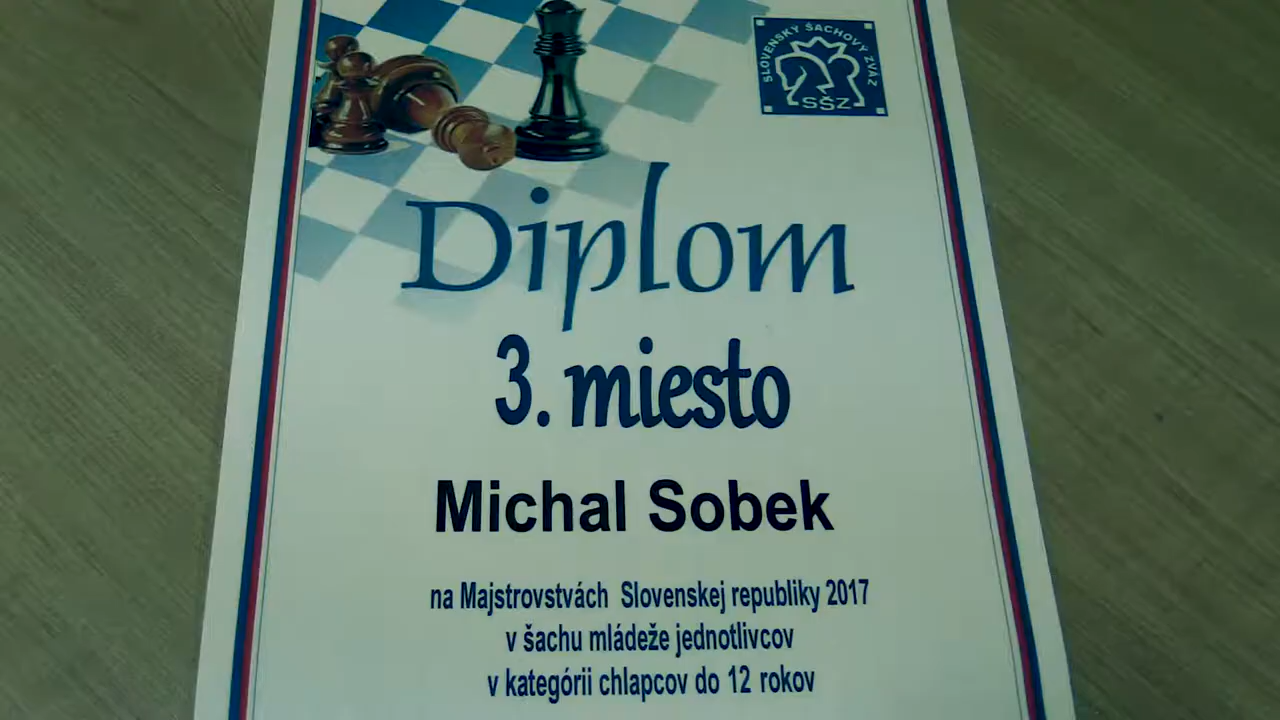 SLOVENSKÝ ŠACHOVÝ ZVÄZ
SŠZ
Diplom
3. miesto
Michal Sobek
na Majstrovstvách Slovenskej republiky 2017
v šachu mládeže jednotlivcov
v kategórii chlapcov do 12 rokov